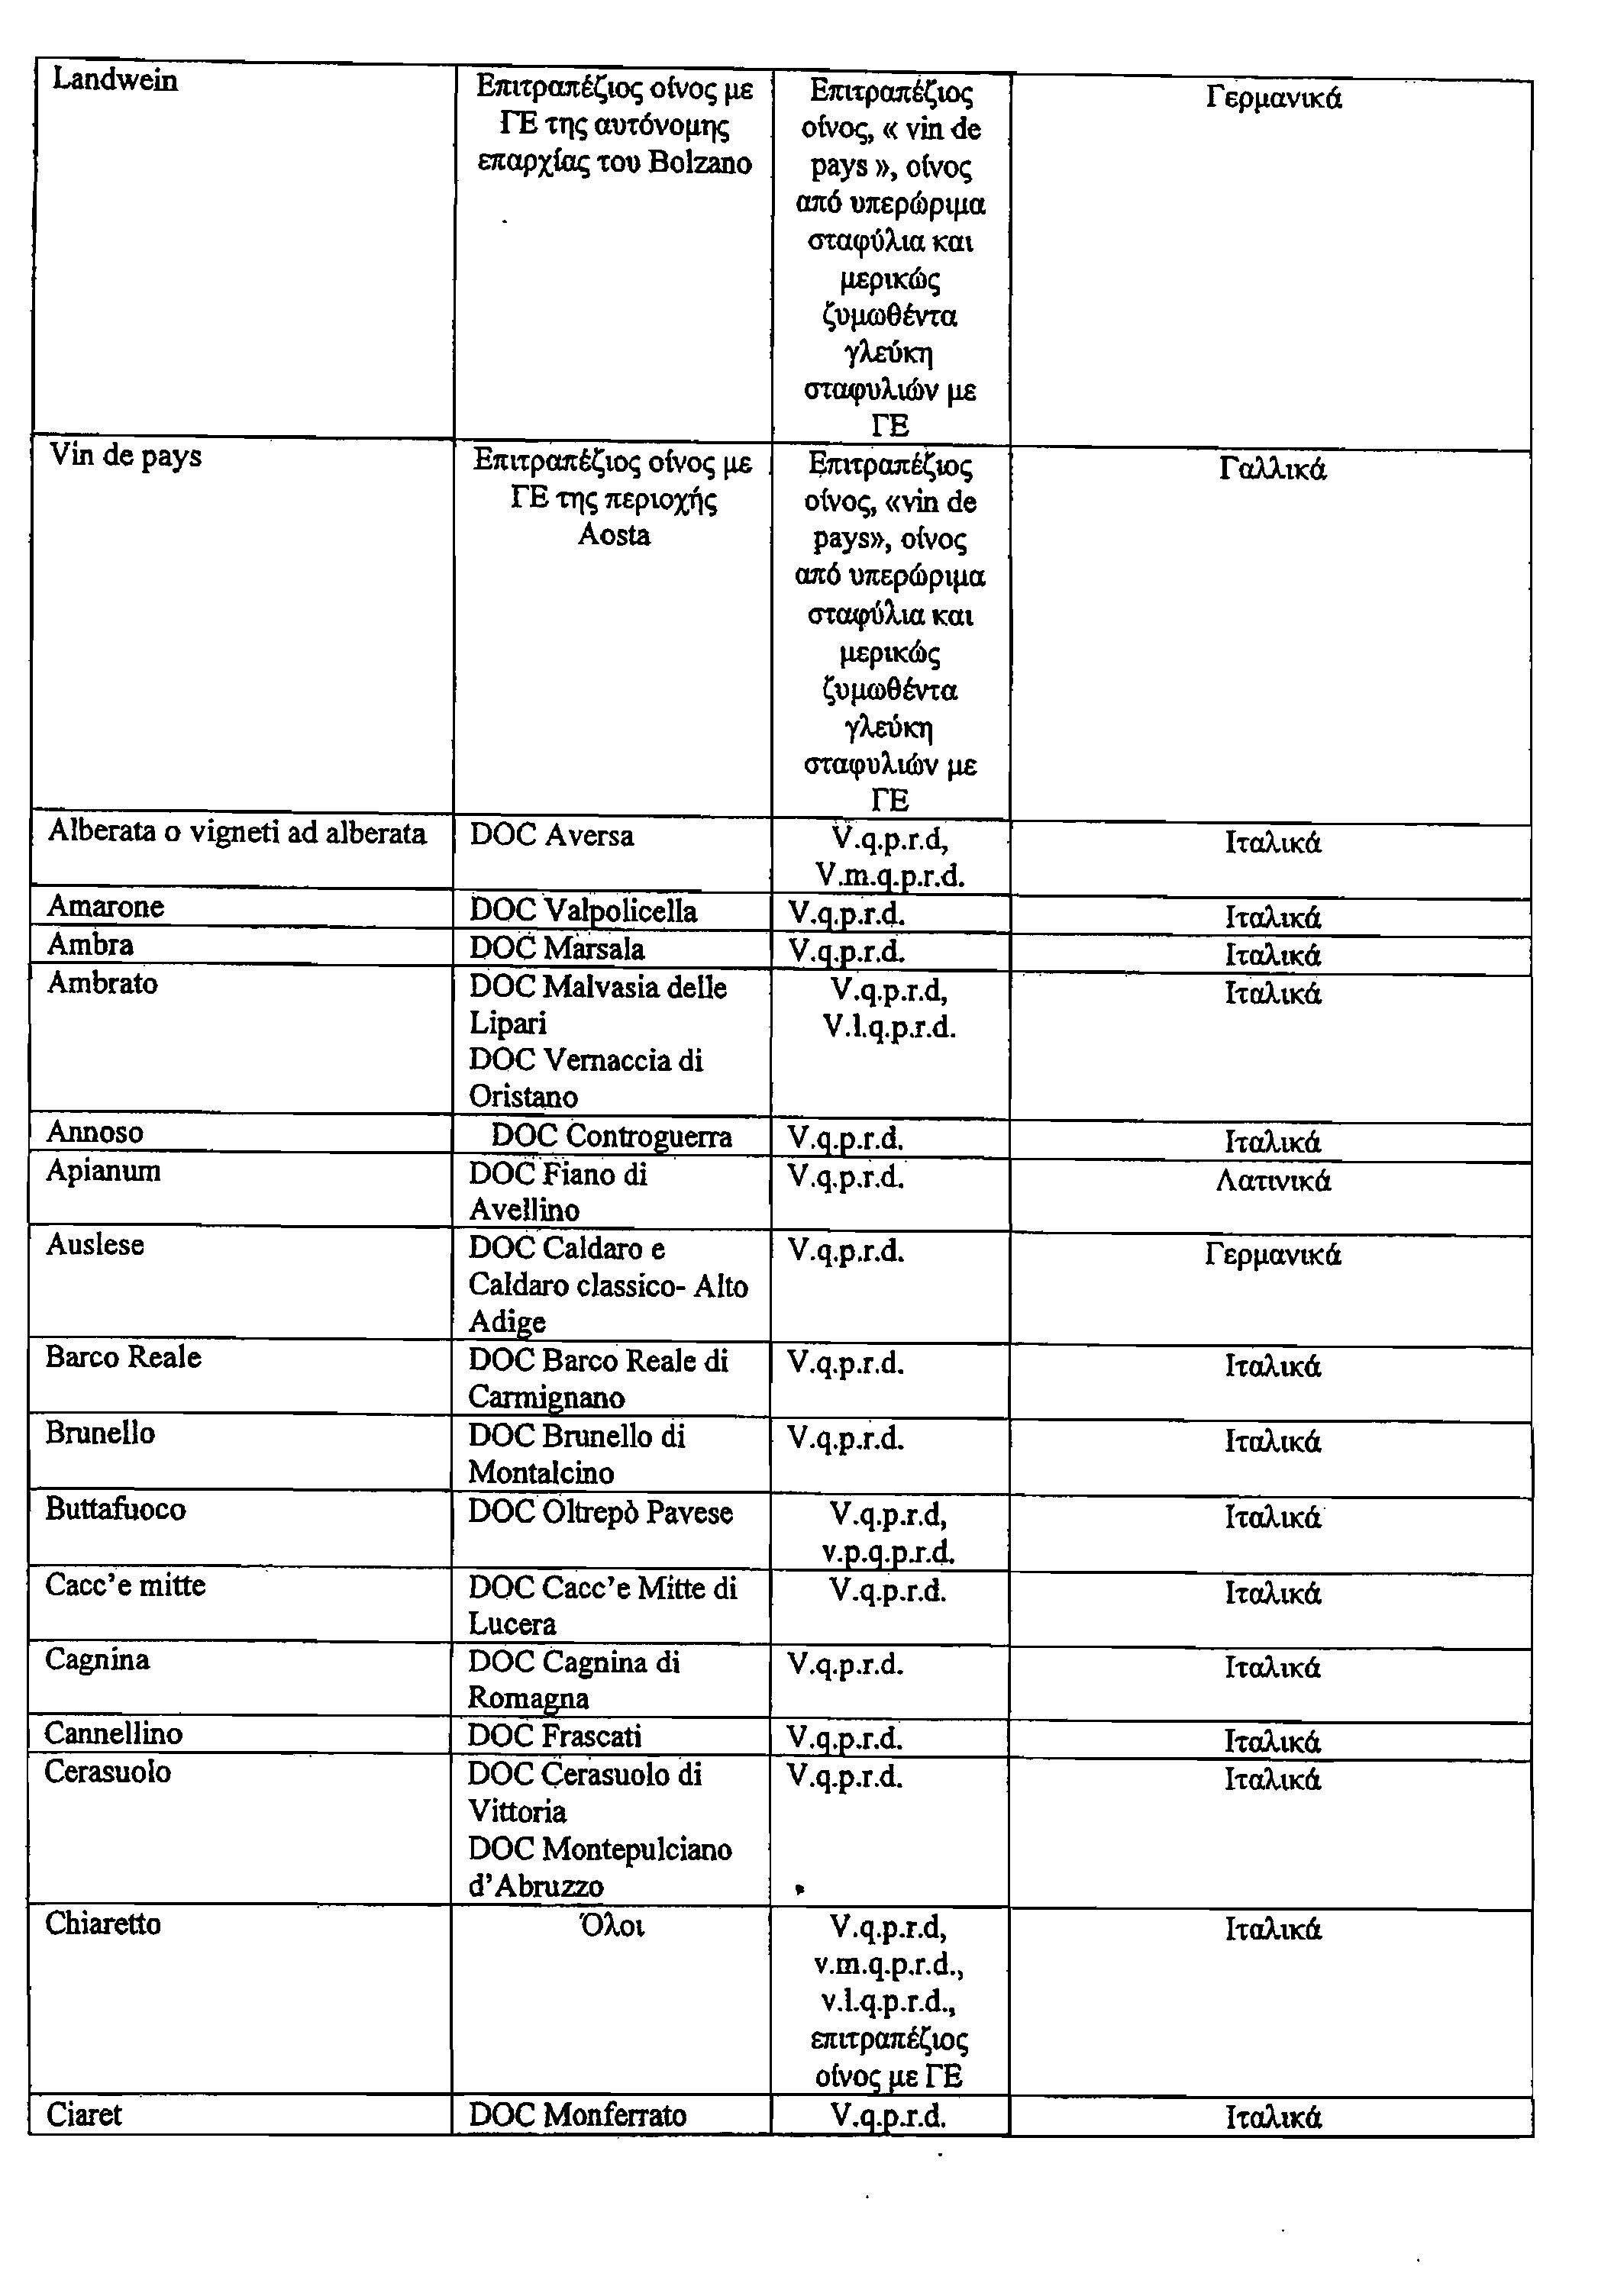 Landwein
Επιτραπέζιος οίνος με
ΓΕ της αυτόνομης
επαρχίας του Bolzano
Επιτραπέζιος
οίνος, « vin de
pays », οίνος
από υπερώριμα
σταφύλια και
μερικώς
ζυμωθέντα
γλεύκη
σταφυλιών με
ΓΕ
Γερμανικά
Vin de pays
Επιτραπέζιος οίνος με
ΓΕ της περιοχής
Aosta
Επιτραπέζιος
οίνος, «vin de
pays», οίνος
από υπερώριμα
σταφύλια και
μερικώς
ζυμωθέντα
γλεύκη
σταφυλιών με
ΓΕ
Γαλλικά
Alberata o vigneti ad alberata
DOC Aversa
V.q.p.r.d,
V.m.q.p.r.d.
Ιταλικά
Amarone
DOC Valpolicella
V.q.p.r.d.
Ιταλικά
Ambra
DOC Marsala
V.q.p.r.d.
Ιταλικά
Ambrato
DOC Malvasia delle
Lipari
DOC Vernaccia di
Oristano
V.q.p.r.d,
V.l.q.p.r.d.
Ιταλικά
Annoso
DOC Controguerra
V.q.p.r.d.
Ιταλικά
Apianum
DOC Fiano di
Avellino
V.q.p.r.d.
Λατινικά
Auslese
DOC Caldaro e
Caldaro classico- Alto
Adige
V.q.p.r.d.
Γερμανικά
Barco Reale
DOC Barco Reale di
Carmignano
V.q.p.r.d.
Ιταλικά
Brunello
DOC Brunello di
Montalcino
V.q.p.r.d.
Ιταλικά
Buttafuoco
DOC Oltrepò Pavese
V.q.p.r.d,
v.p.q.p.r.d.
Ιταλικά
Cacc’e mitte
DOC Cacc’e Mitte di
Lucera
V.q.p.r.d.
Ιταλικά
Cagnina
DOC Cagnina di
Romagna
V.q.p.r.d.
Ιταλικά
Cannellino
DOC Frascati
V.q.p.r.d.
Ιταλικά
Cerasuolo
DOC Cerasuolo di
Vittoria
DOC Montepulciano
d’Abruzzo
V.q.p.r.d.
Ιταλικά
Chiaretto
Όλοι
V.q.p.r.d,
v.m.q.p.r.d.,
v.l.q.p.r.d.,
επιτραπέζιος
οίνος με ΓΕ
Ιταλικά
Ciaret
DOC Monferrato
V.q.p.r.d.
Ιταλικά